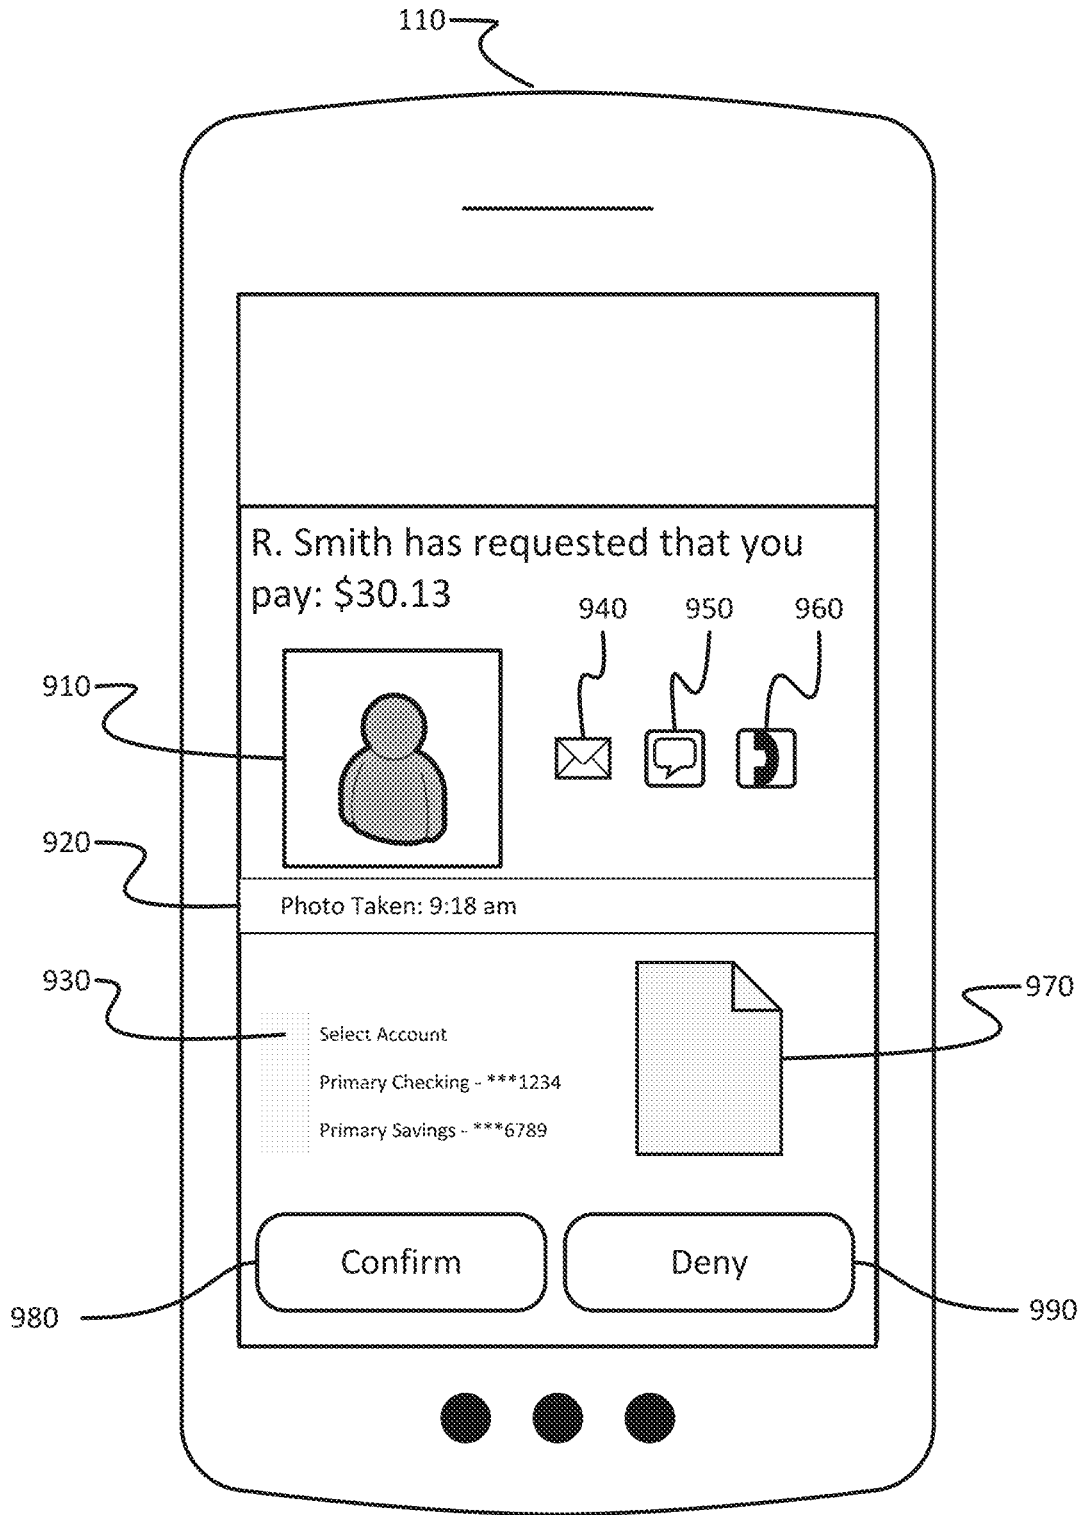 110
R. Smith has requested that you
pay: $30.13
940 950 960
910
920
Photo Taken: 9:18 am
930
970
Select Account
Primary Checking - ***1234
Primary Savings - ***6789
Confirm Deny
980
990